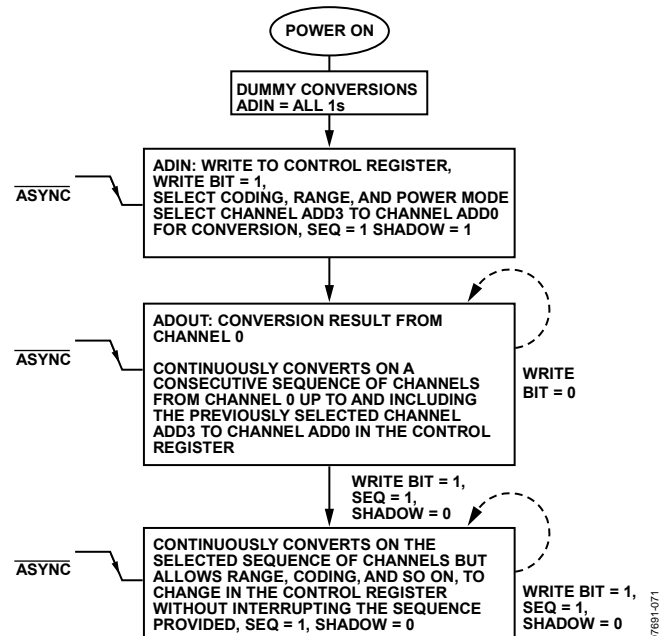 POWER ON
DUMMY CONVERSIONS
ADIN = ALL 1s
ASYNC
ADIN: WRITE TO CONTROL REGISTER,
WRITE BIT = 1,
SELECT CODING, RANGE, AND POWER MODE
SELECT CHANNEL ADD3 TO CHANNEL ADD0
FOR CONVERSION, SEQ = 1 SHADOW = 1
ASYNC
ADOUT: CONVERSION RESULT FROM
CHANNEL 0
CONTINUOUSLY CONVERTS ON A
CONSECUTIVE SEQUENCE OF CHANNELS
FROM CHANNEL 0 UP TO AND INCLUDING
THE PREVIOUSLY SELECTED CHANNEL
ADD3 TO CHANNEL ADD0 IN THE CONTROL
REGISTER
WRITE
BIT = 0
WRITE BIT = 1,
SEQ = 1,
SHADOW = 0
ASYNC
CONTINUOUSLY CONVERTS ON THE
SELECTED SEQUENCE OF CHANNELS BUT
ALLOWS RANGE, CODING, AND SO ON, TO
CHANGE IN THE CONTROL REGISTER
WITHOUT INTERRUPTING THE SEQUENCE
PROVIDED, SEQ = 1, SHADOW = 0
WRITE BIT = 1,
SEQ = 1,
SHADOW = 0
7691-071